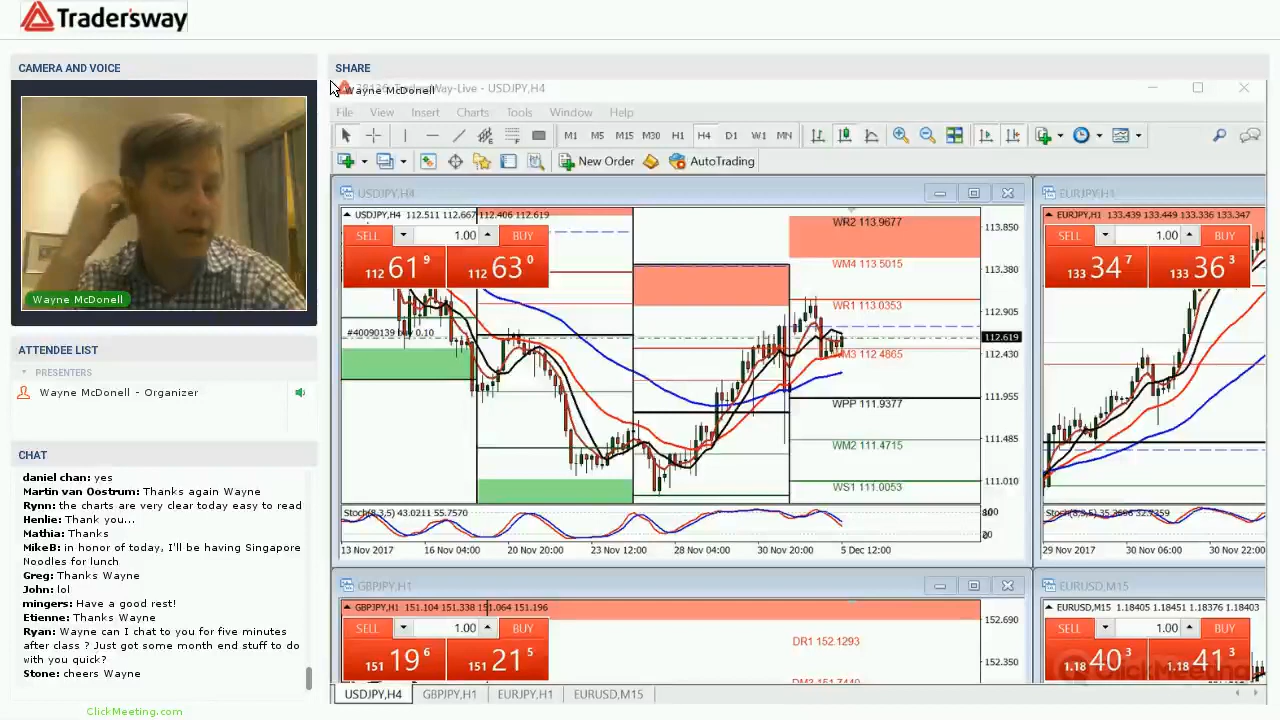 Tradersway
CAMERA AND VOICE
SHARE
Wayne McDonell
Way-Live - USDJPY,H4
File View Insert Charts Tools Window Help
M1 M5 M15 M30 H1 H4 D1 W1 MN
New Order AutoTrading
Wayne McDonell
ATTENDEE LIST
PRESENTERS
Wayne McDonell - Organizer
CHAT
daniel chan: yes
Martin van Oostrum: Thanks again Wayne
Rynn: the charts are very clear today easy to read
Henlie: Thank you...
Mathia: Thanks
MikeB: in honor of today, I'll be having Singapore
Noodles for lunch
Greg: Thanks Wayne
John: lol
mingers: Have a good rest!
Etienne: Thanks Wayne
Ryan: Wayne can I chat to you for five minutes
after class ? Just got some month end stuff to do
with you quick?
Stone: cheers Wayne
ClickMeeting.com
USDJPY,H4
USDJPY,H4 112.511 112.667 112.406 112.619
SELL 1.00 BUY
112 61 9 112 63 0
#40090139 buy 0.10
WR2 113.9677
WM4 113.5015
WR1 113.0353
M3 112.4865
WPP 111.9377
WM2 111.4715
WS1 111.0053
113.850
113.380
112.905
112.619
112.430
111.955
111.485
111.010
Stoch(8,3,5) 43.0211 55.7570
20
13 Nov 2017 16 Nov 04:00 20 Nov 20:00 23 Nov 12:00 28 Nov 04:00 30 Nov 20:00 5 Dec 12:00
EURJPY,H1
EURJPY,H1 133.439 133.449 133.336 133.347
SELL 1.00 BUY
133 34 7 133 36 3
29 Nov 2017 30 Nov 06:00 30 Nov 22:00
GBPJPY,H1
GBPJPY,H1 151.104 151.338 151.064 151.196
SELL 1.00 BUY
151 19 6 151 21 5
DR1 152.1293
152.690
152.350
EURUSD,M15
EURUSD,M15 1.18405 1.18451 1.18376 1.18403
SELL 1.00 BUY
1.18 40 3 1.18 41 3
ClickMeeting
USDJPY,H4 GBPJPY,H1 EURJPY,H1 EURUSD,M15